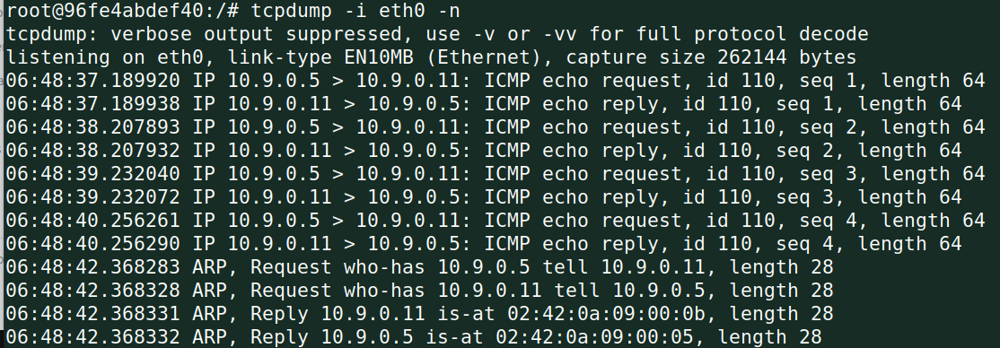 root@96fe4abdef40:/# tcpdump -i eth0 -n
tcpdump: verbose output suppressed, use -v or -vv for full protocol decode
listening on eth0, link-type EN10MB (Ethernet), capture size 262144 bytes
06:48:37.189920 IP 10.9.0.5 > 10.9.0.11: ICMP echo request, id 110, seq 1, length 64
06:48:37.189938 IP 10.9.0.11 > 10.9.0.5: ICMP echo reply, id 110, seq 1, length 64
06:48:38.207893 IP 10.9.0.5 > 10.9.0.11: ICMP echo request, id 110, seq 2, length 64
06:48:38.207932 IP 10.9.0.11 > 10.9.0.5: ICMP echo reply, id 110, seq 2, length 64
06:48:39.232040 IP 10.9.0.5 > 10.9.0.11: ICMP echo request, id 110, seq 3, length 64
06:48:39.232072 IP 10.9.0.11 > 10.9.0.5: ICMP echo reply, id 110, seq 3, length 64
06:48:40.256261 IP 10.9.0.5 > 10.9.0.11: ICMP echo request, id 110, seq 4, length 64
06:48:40.256290 IP 10.9.0.11 > 10.9.0.5: ICMP echo reply, id 110, seq 4, length 64
06:48:42.368283 ARP, Request who-has 10.9.0.5 tell 10.9.0.11, length 28
06:48:42.368328 ARP, Request who-has 10.9.0.11 tell 10.9.0.5, length 28
06:48:42.368331 ARP, Reply 10.9.0.11 is-at 02:42:0a:09:00:0b, length 28
06:48:42.368332 ARP, Reply 10.9.0.5 is-at 02:42:0a:09:00:05, length 28